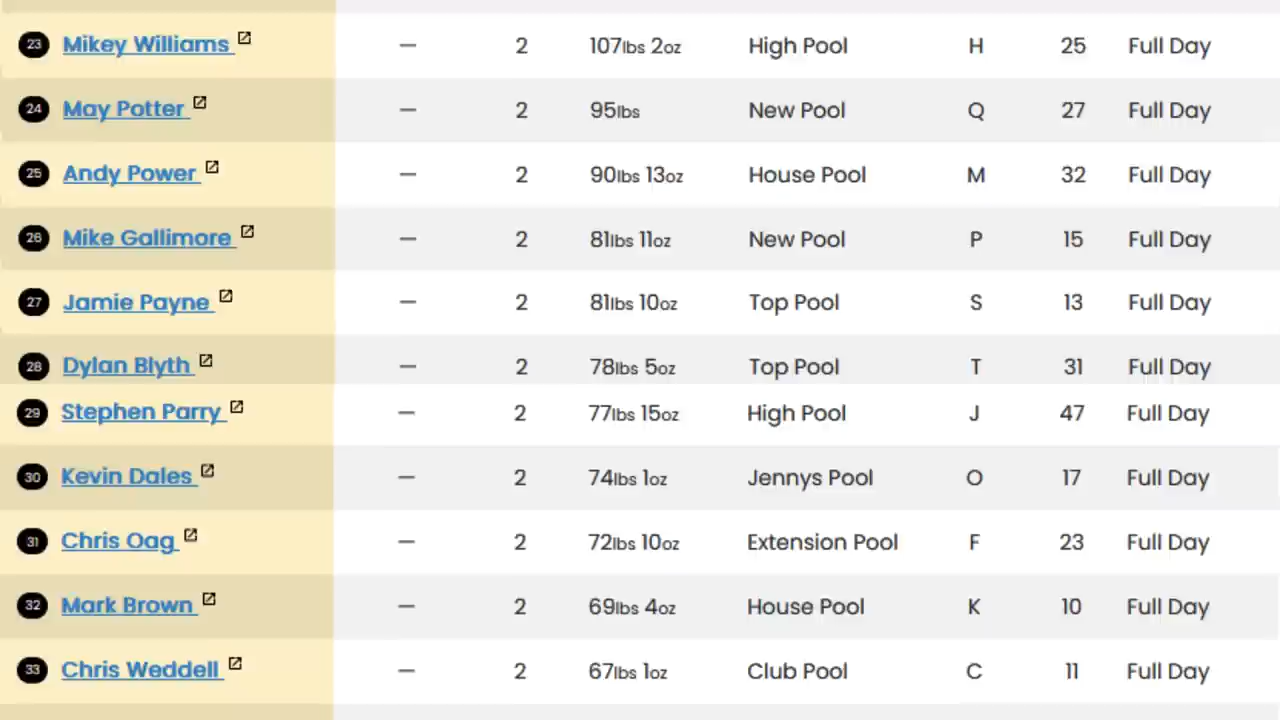 23 Mikey Williams — 2 107lbs 2oz High Pool H 25 Full Day
24 May Potter — 2 95lbs New Pool Q 27 Full Day
25 Andy Power — 2 90lbs 13oz House Pool M 32 Full Day
26 Mike Gallimore — 2 81lbs 11oz New Pool P 15 Full Day
27 Jamie Payne — 2 81lbs 10oz Top Pool S 13 Full Day
28 Dylan Blyth — 2 78lbs 5oz Top Pool T 31 Full Day
29 Stephen Parry — 2 77lbs 15oz High Pool J 47 Full Day
30 Kevin Dales — 2 74lbs 1oz Jennys Pool O 17 Full Day
31 Chris Oag — 2 72lbs 10oz Extension Pool F 23 Full Day
32 Mark Brown — 2 69lbs 4oz House Pool K 10 Full Day
33 Chris Weddell — 2 67lbs 1oz Club Pool C 11 Full Day